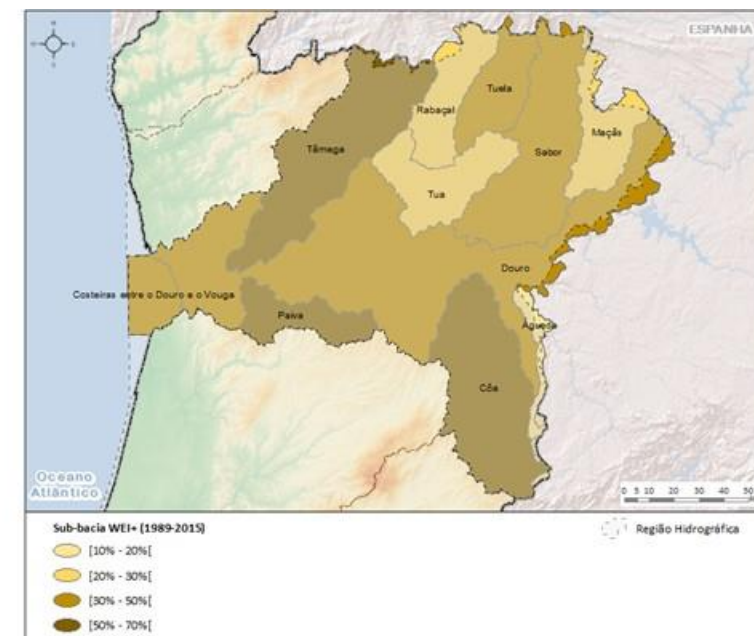 ESPANHA
Tuela
Rabaçal
Maçãs
Tâmega
Sabor
Tua
Douro
Costeiras entre o Douro e o Vouga
Paiva
Águeda
Côa
Oceano
Atlântico
0 5 10 20 30 40 50
Sub-bacia WEI+ (1989-2015)
Região Hidrográfica
[10% - 20%[
[20% - 30%[
[30% - 50%[
[50% - 70%[